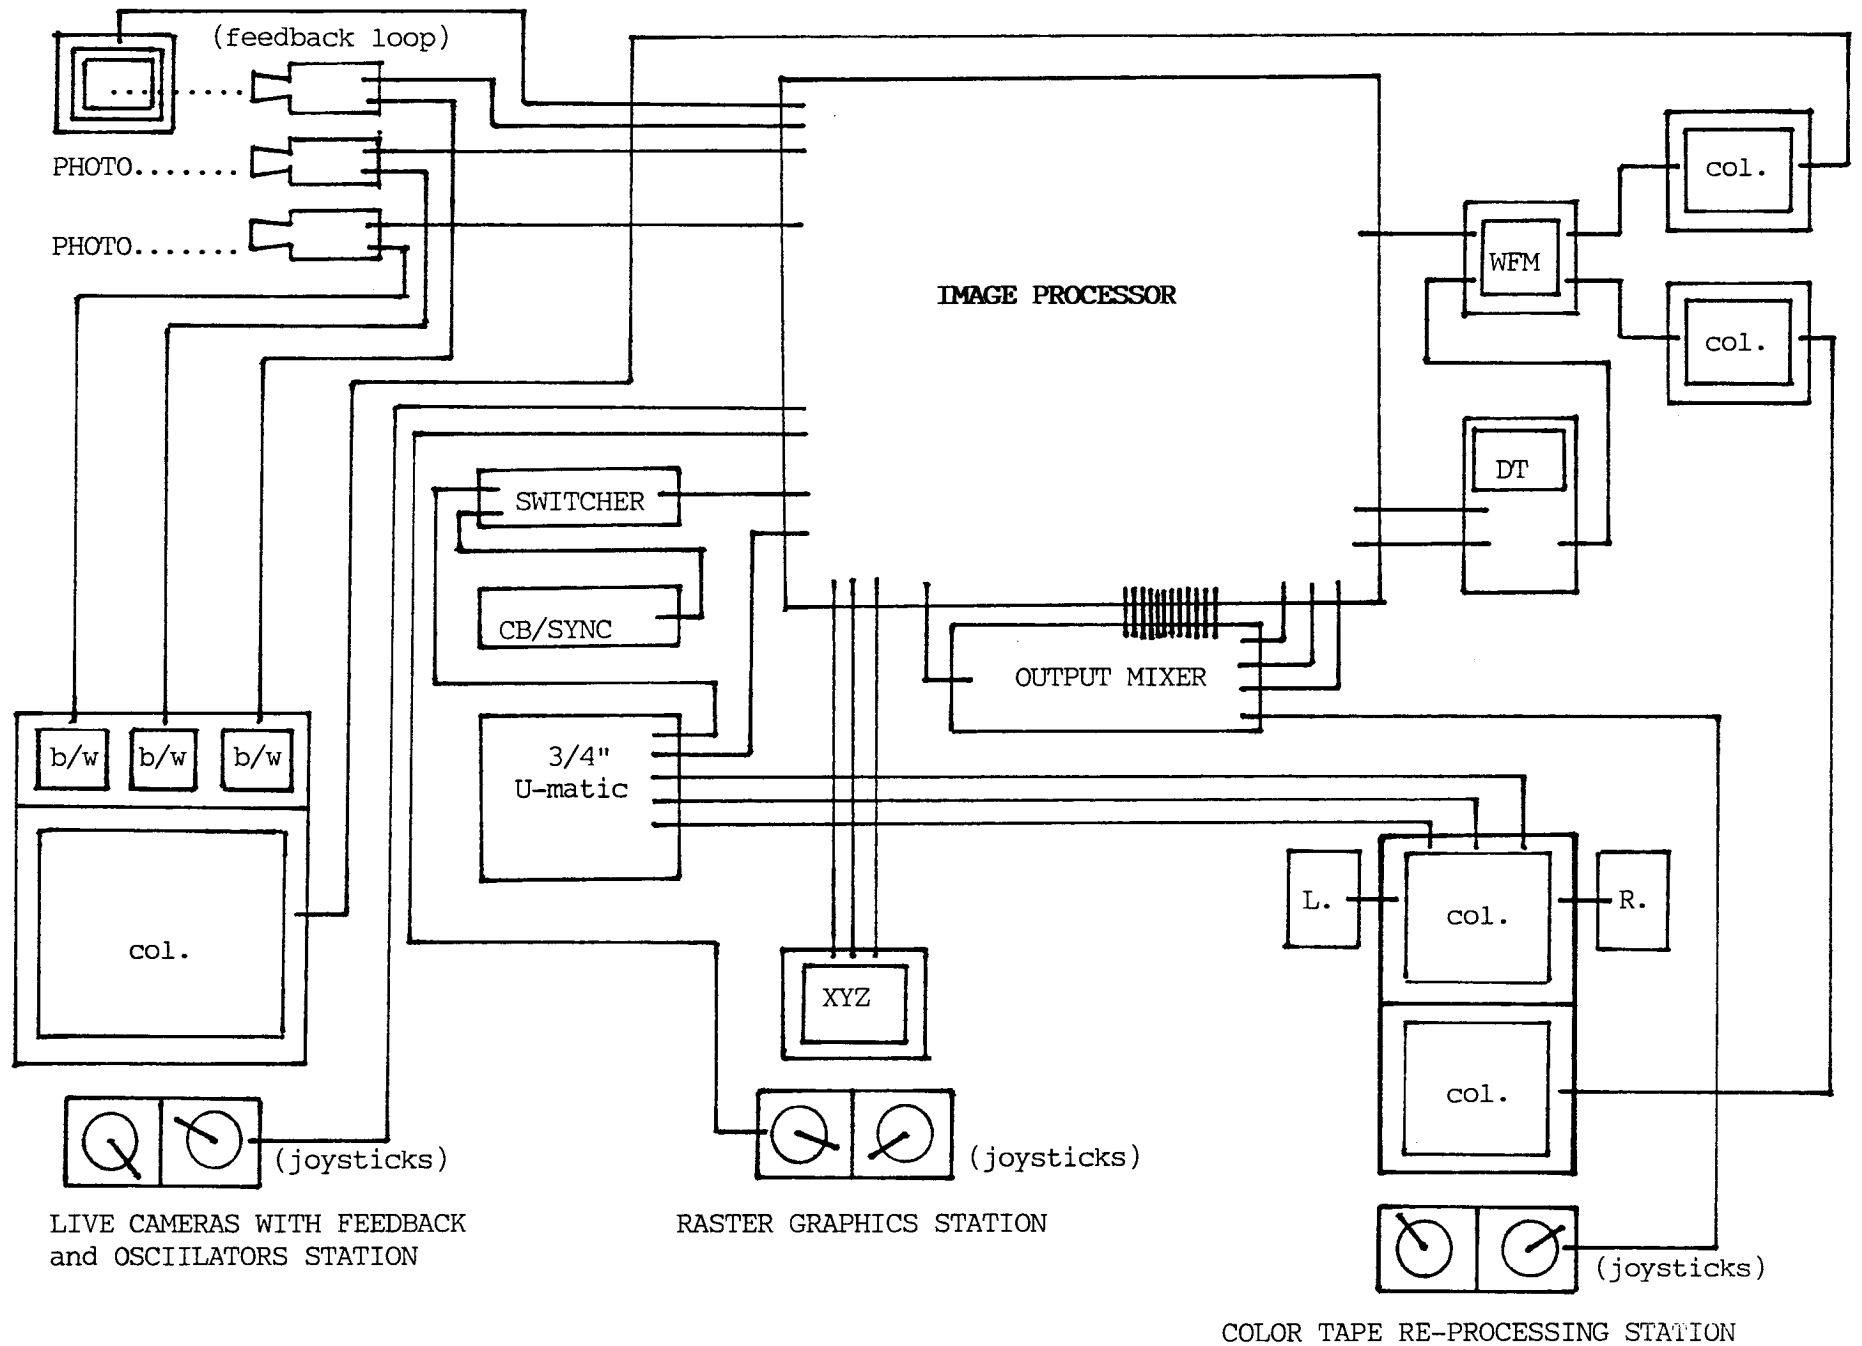 (feedback loop)
PHOTO.......
PHOTO.......
IMAGE PROCESSOR
WFM
col.
col.
DT
SWITCHER
CB/SYNC
OUTPUT MIXER
3/4"
U-matic
b/w
b/w
b/w
col.
XYZ
L.
col.
R.
col.
(joysticks)
LIVE CAMERAS WITH FEEDBACK
and OSCIILATORS STATION
(joysticks)
RASTER GRAPHICS STATION
(joysticks)
COLOR TAPE RE-PROCESSING STATION